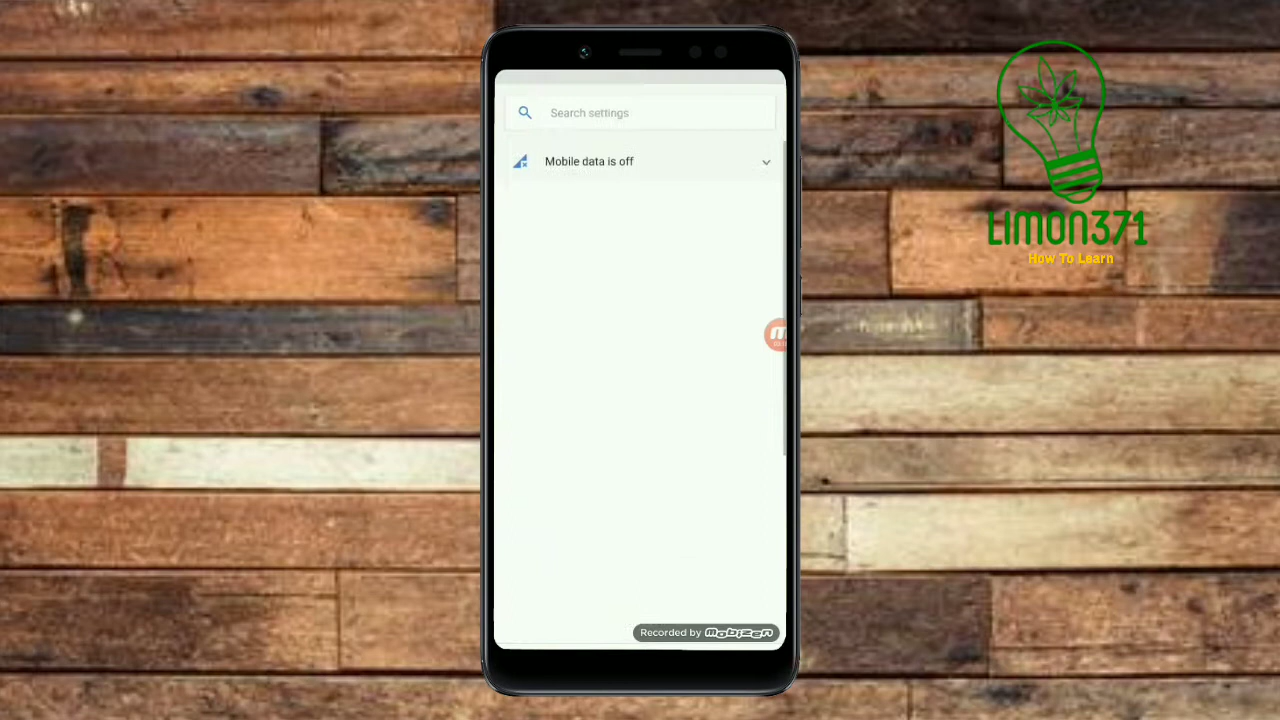 Search settings
Mobile data is off
Recorded by mobizen
LIMON371
How To Learn